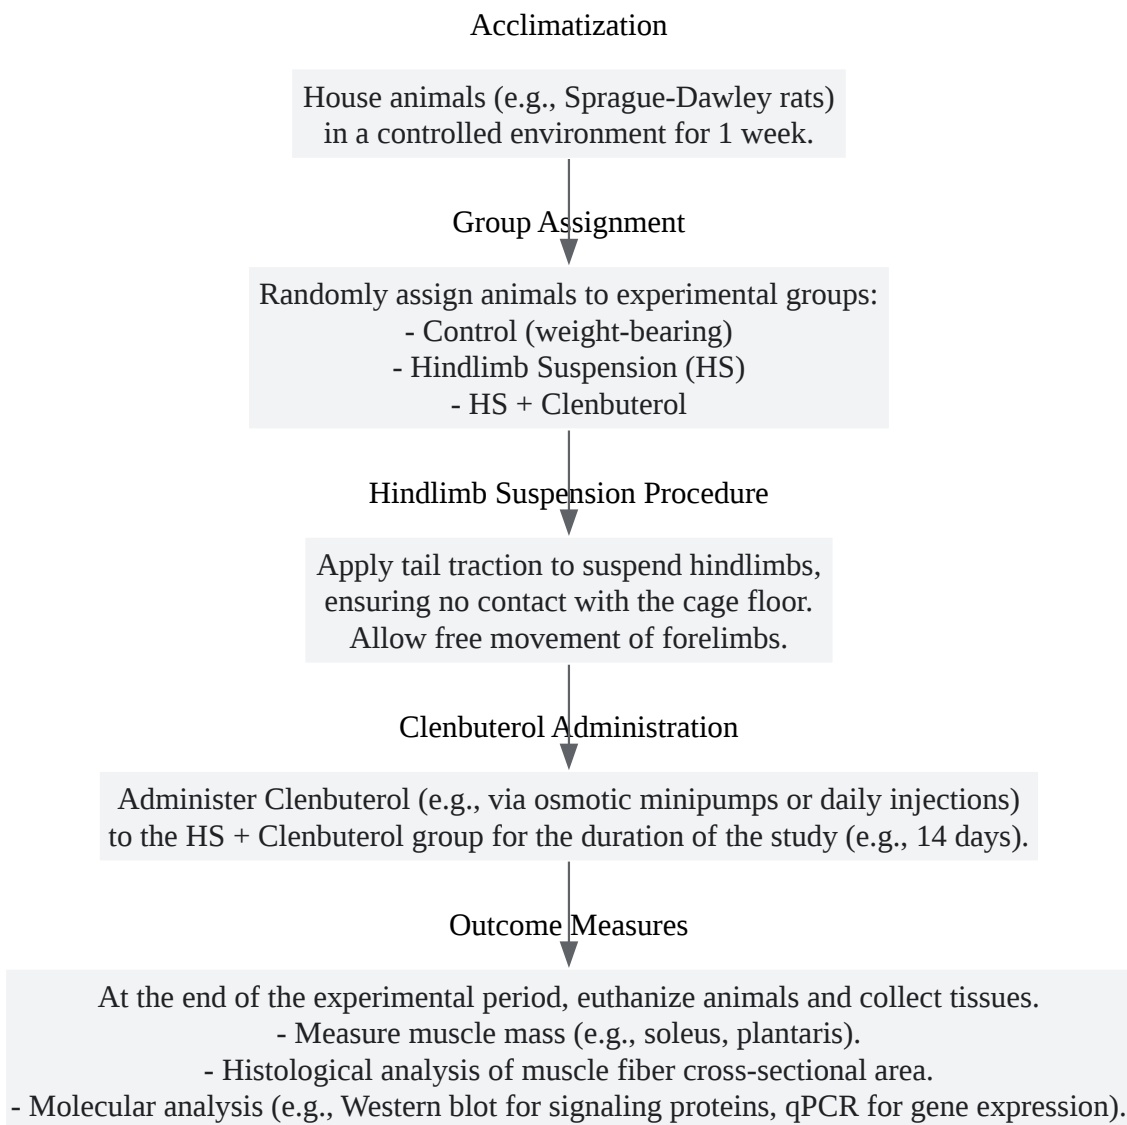 Acclimatization
House animals (e.g., Sprague-Dawley rats)
in a controlled environment for 1 week.
Group Assignment
Randomly assign animals to experimental groups:
- Control (weight-bearing)
- Hindlimb Suspension (HS)
- HS + Clenbuterol
Hindlimb Suspension Procedure
Apply tail traction to suspend hindlimbs,
ensuring no contact with the cage floor.
Allow free movement of forelimbs.
Clenbuterol Administration
Administer Clenbuterol (e.g., via osmotic minipumps or daily injections)
to the HS + Clenbuterol group for the duration of the study (e.g., 14 days).
Outcome Measures
At the end of the experimental period, euthanize animals and collect tissues.
- Measure muscle mass (e.g., soleus, plantaris).
- Histological analysis of muscle fiber cross-sectional area.
- Molecular analysis (e.g., Western blot for signaling proteins, qPCR for gene expression).